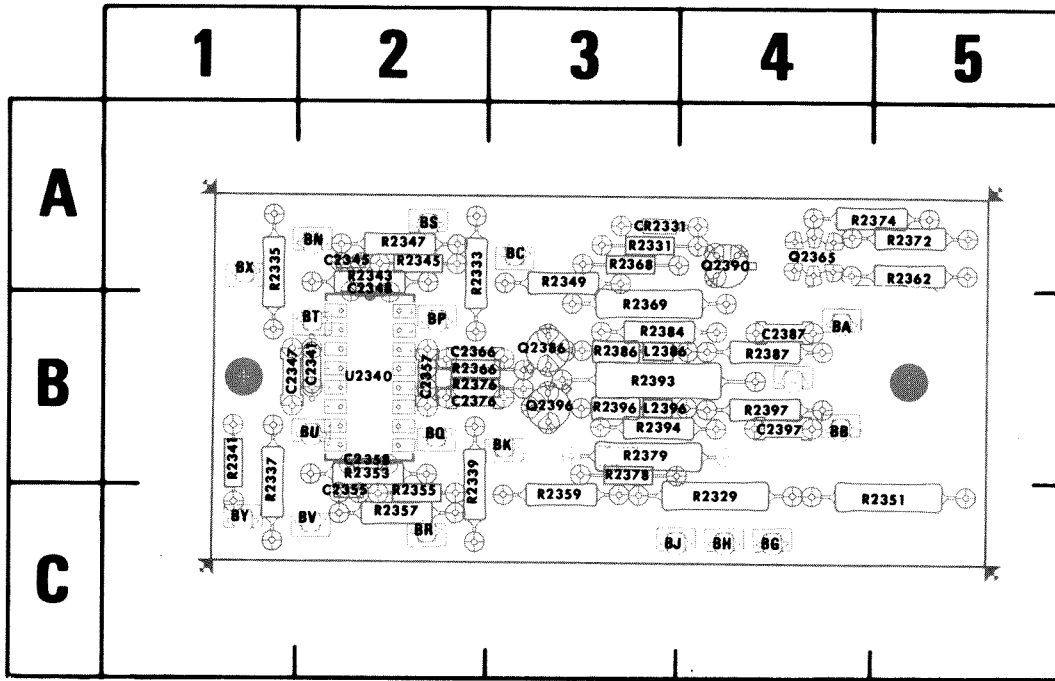 1 2 3 4 5
A
BS
CR2331
R2374
BN
R2347
R2331
R2372
BC
C2345 R2345
R2368
Q2390
Q2365
BX
R2335
R2333
R2343
R2349
R2362
C2348
R2369
B
BT
BP
R2384
C2387
BA
Q2386
R2386 L2386
R2387
C2347
C2341
U2340
C2357
C2366
R2366
R2376
C2376
R2393
Q2396
R2396 L2396
R2397
BU
BQ
BK
R2394
C2397
BB
R2341
R2337
C2358
R2353
R2339
R2379
R2378
C2355 R2355
R2359
R2329
R2351
C
BY
BV
R2357
BR
BJ BH BG